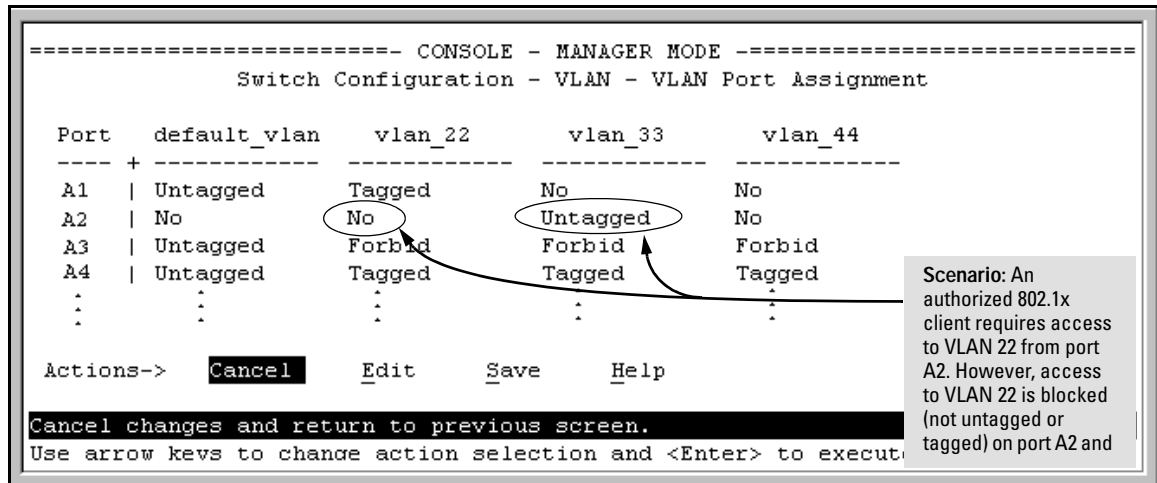 ===========================- CONSOLE - MANAGER MODE -============================
Switch Configuration - VLAN - VLAN Port Assignment
Port default_vlan vlan_22 vlan_33 vlan_44
---- + ------------ ------------ ------------ ------------
A1 | Untagged Tagged No No
A2 | No No Untagged No
A3 | Untagged Forbid Forbid Forbid
A4 | Untagged Tagged Tagged Tagged
Actions-> Cancel Edit Save Help
Cancel changes and return to previous screen.
Use arrow keys to change action selection and <Enter> to execut
Scenario: An
authorized 802.1x
client requires access
to VLAN 22 from port
A2. However, access
to VLAN 22 is blocked
(not untagged or
tagged) on port A2 and